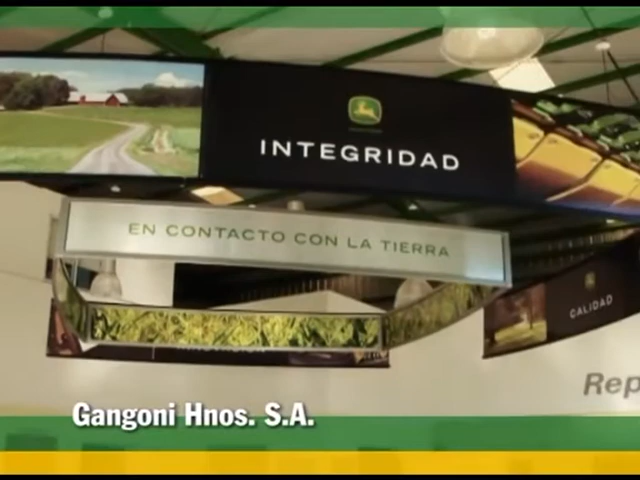 INTEGRIDAD
EN CONTACTO CON LA TIERRA
CALIDAD
Rep
Gangoni Hnos. S.A.